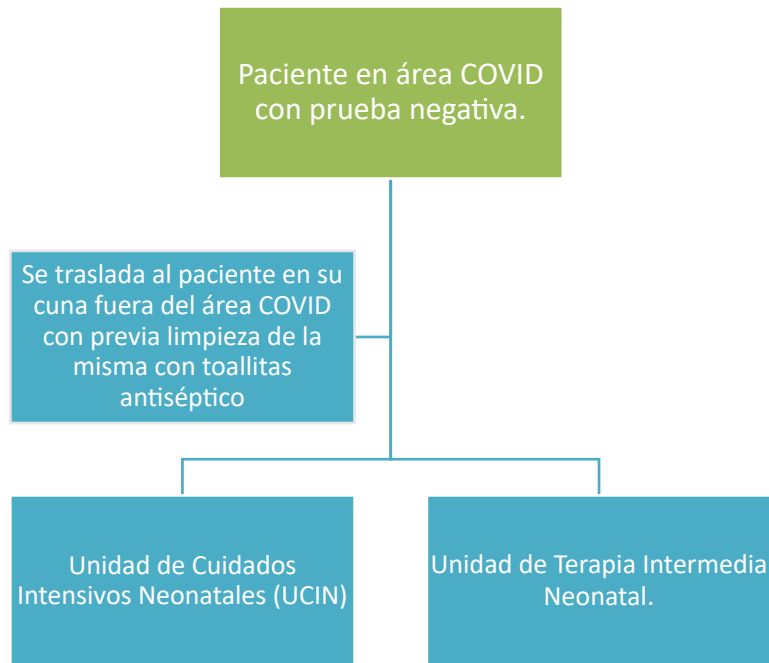 Paciente en área COVID
con prueba negativa.
Se traslada al paciente en su
cuna fuera del área COVID
con previa limpieza de la
misma con toallitas
antiséptico
Unidad de Cuidados
Intensivos Neonatales (UCIN)
Unidad de Terapia Intermedia
Neonatal.